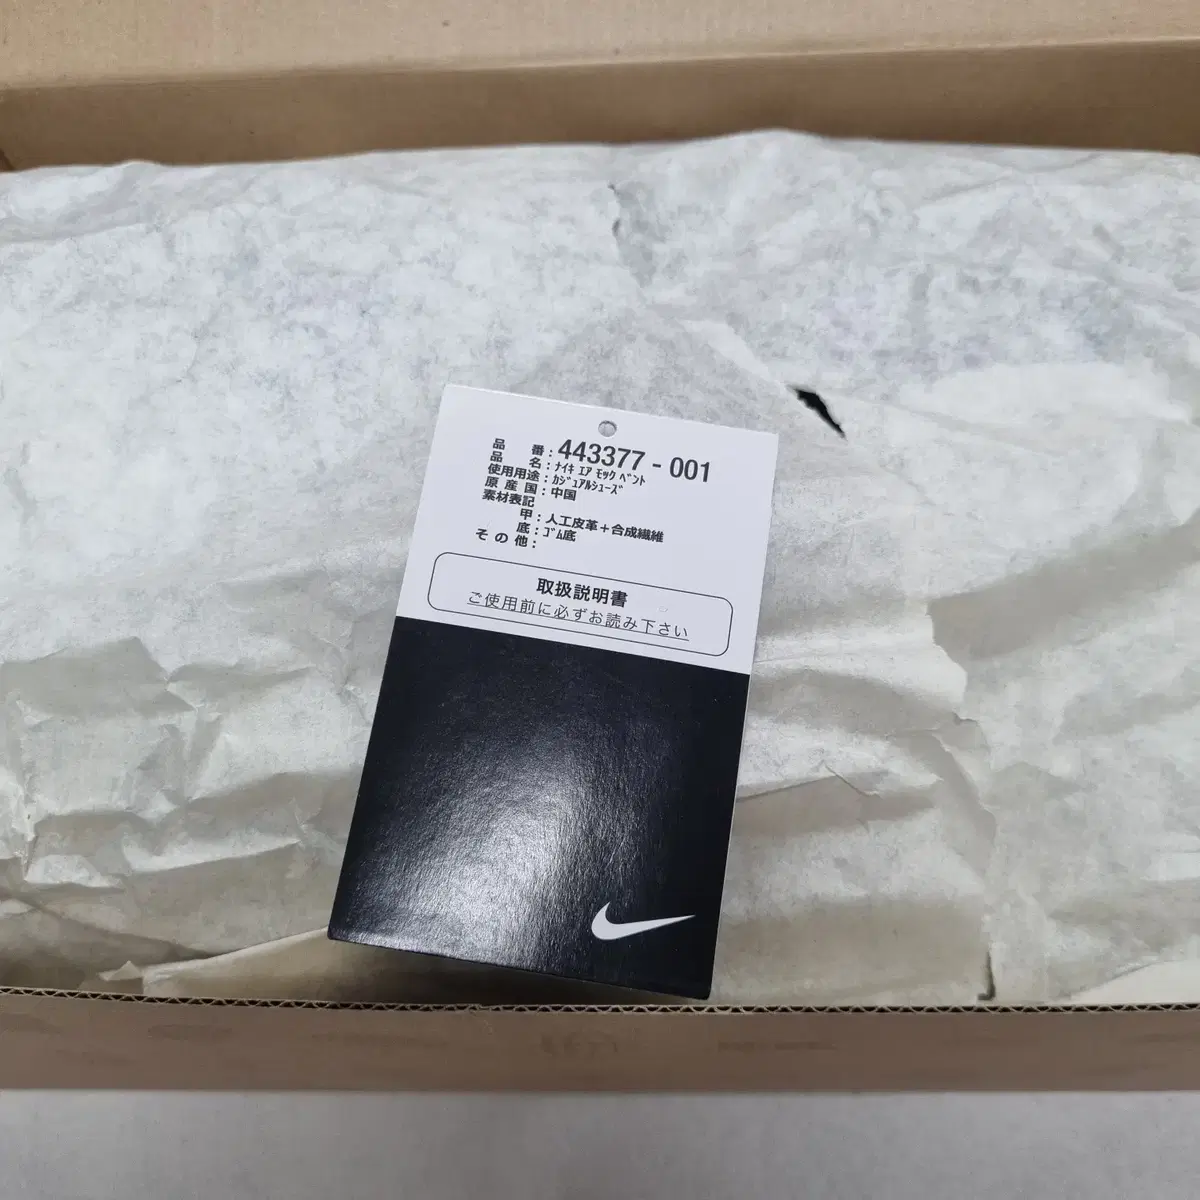 品番:443377-001
品名:ﾅｲｷ ｴｱ ﾓｯｸ ﾍﾞﾝﾄ
使用用途:ｶｼﾞｭｱﾙｼｭｰｽﾞ
原産国:中国
素材表記
甲:人工皮革+合成繊維
底:ｺﾞﾑ底
その他:
取扱説明書
ご使用前に必ずお読み下さい